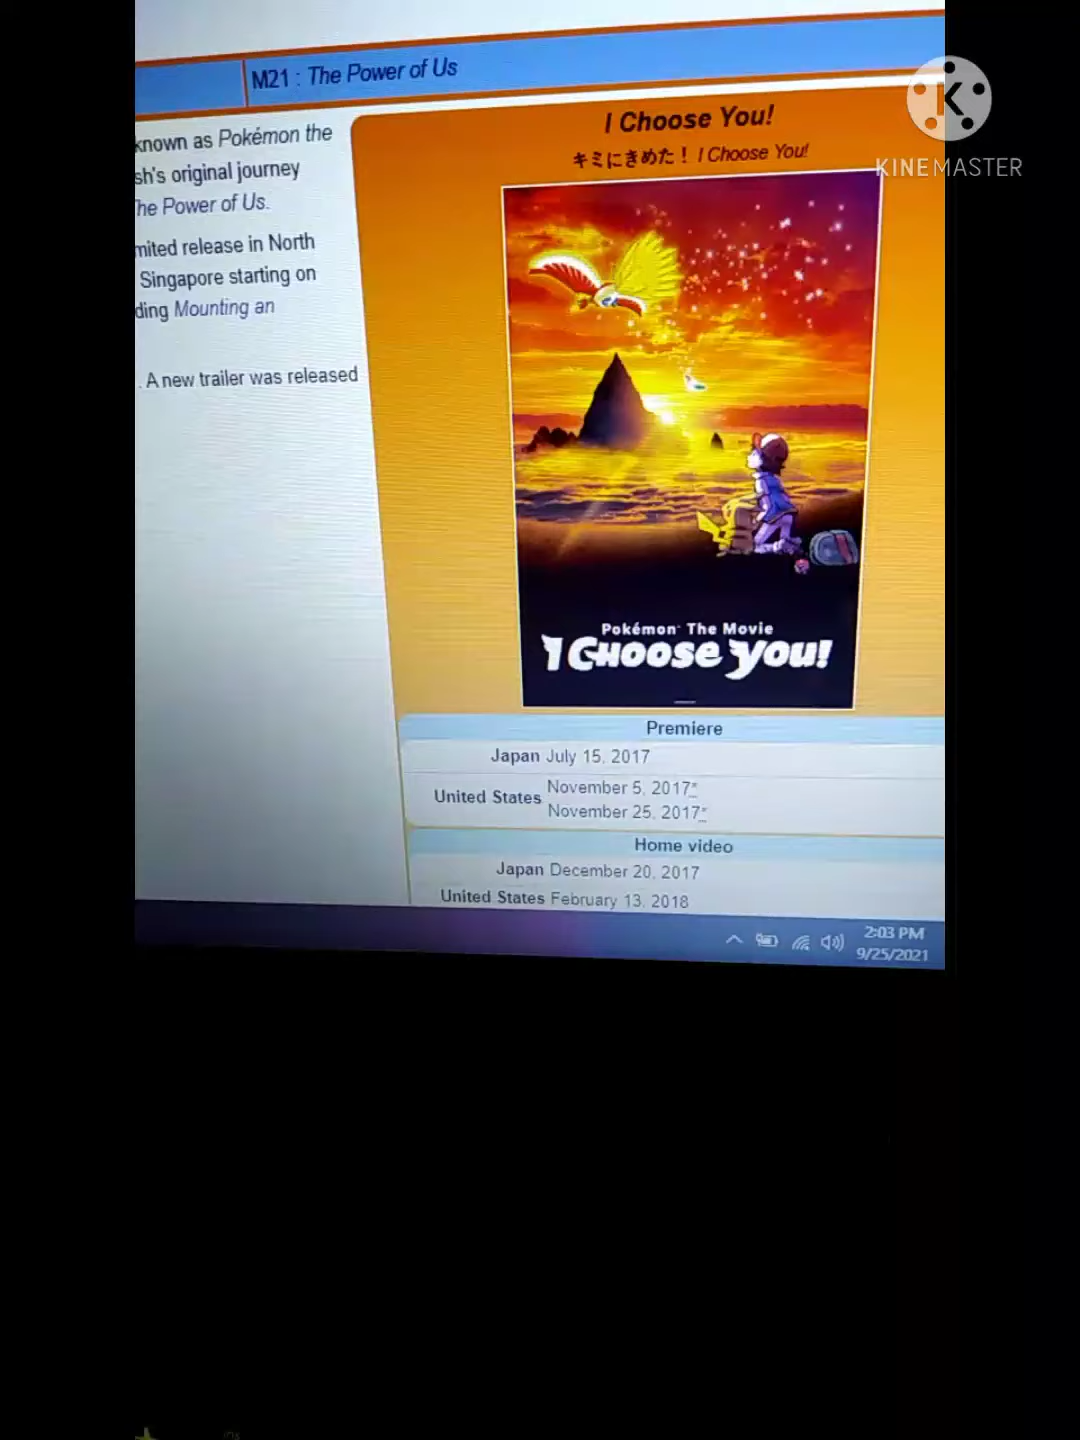 M21 : The Power of Us
KINEMASTER
known as Pokémon the
sh's original journey
The Power of Us.
mited release in North
Singapore starting on
ding Mounting an
. A new trailer was released
I Choose You!
キミにきめた！ I Choose You!
Pokémon The Movie
I CHOOSE YOU!
Premiere
Japan July 15, 2017
United States
November 5, 2017*
November 25, 2017*
Home video
Japan December 20, 2017
United States February 13, 2018
2:03 PM
9/25/2021